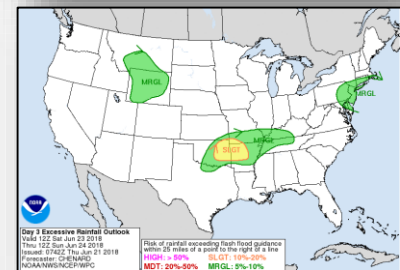 MRGL
MRGL
MRGL
SLGT
NOAA
Day 3 Excessive Rainfall Outlook
Valid 12Z Sat Jun 23 2018
Thru 12Z Sun Jun 24 2018
Issued: 0742Z Thu Jun 21 2018
Forecaster: CHENARD
NOAA/NWS/NCEP/WPC
Risk of rainfall exceeding flash flood guidance
within 25 miles of a point to the right of a line
HIGH: > 50% SLGT: 10%-20%
MDT: 20%-50% MRGL: 5%-10%